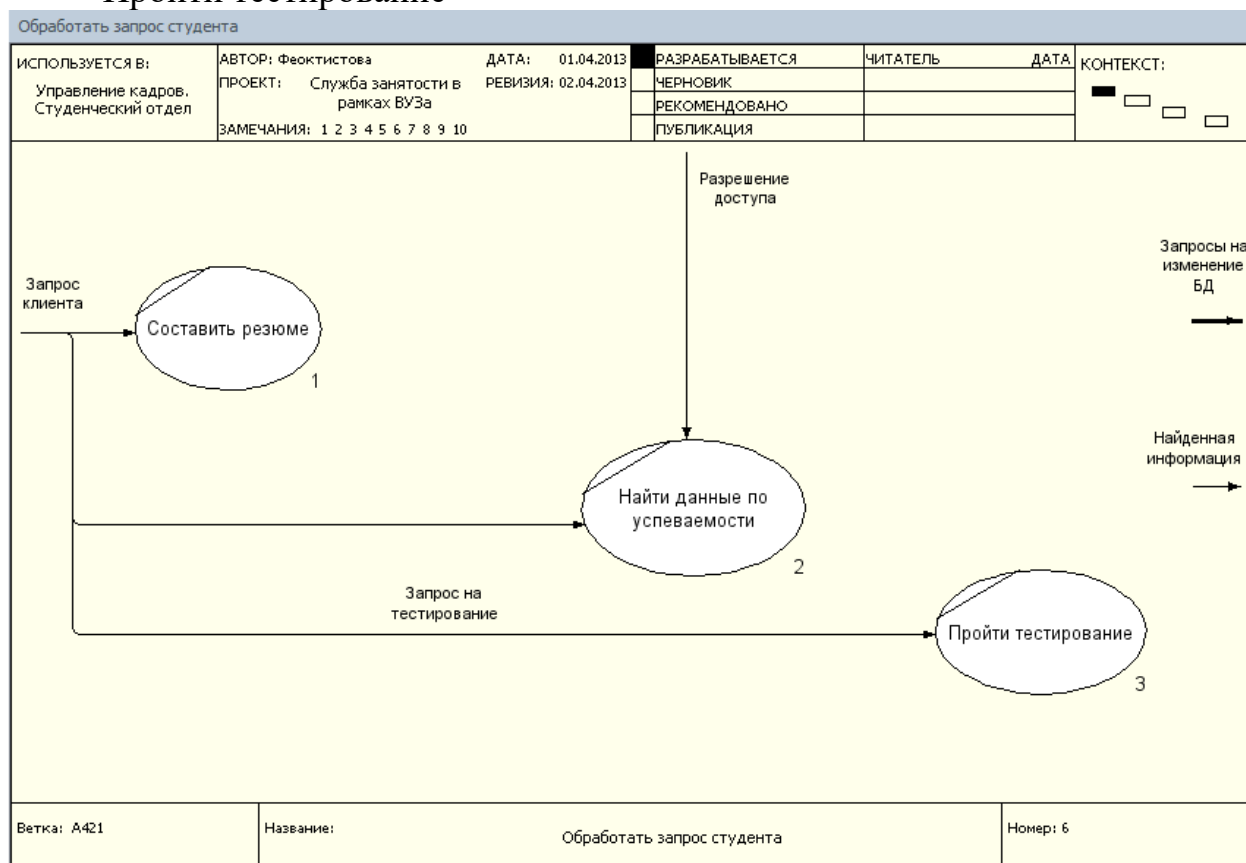 Пройти тестирование
Обработать запрос студента
ИСПОЛЬЗУЕТСЯ В:
Управление кадров.
Студенческий отдел
АВТОР: Феоктистова
ДАТА: 01.04.2013
ПРОЕКТ: Служба занятости в
рамках ВУЗа
РЕВИЗИЯ: 02.04.2013
ЗАМЕЧАНИЯ: 1 2 3 4 5 6 7 8 9 10
РАЗРАБАТЫВАЕТСЯ
ЧЕРНОВИК
РЕКОМЕНДОВАНО
ПУБЛИКАЦИЯ
ЧИТАТЕЛЬ
ДАТА
КОНТЕКСТ:
Разрешение
доступа
Запросы на
изменение
БД
Запрос
клиента
Составить резюме
1
Найденная
информация
Найти данные по
успеваемости
2
Запрос на
тестирование
Пройти тестирование
3
Ветка: A421
Название:
Обработать запрос студента
Номер: 6